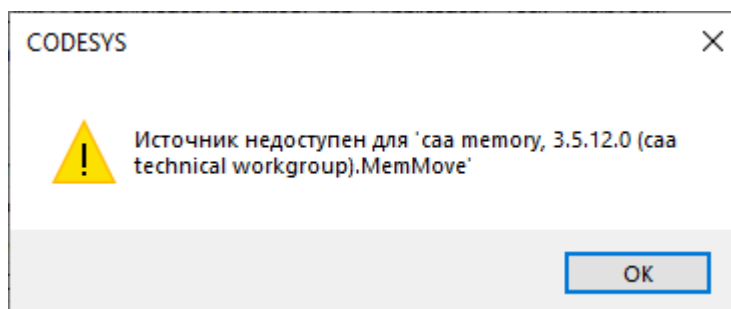 CODESYS
Источник недоступен для 'caa memory, 3.5.12.0 (caa
technical workgroup).MemMove'
OK